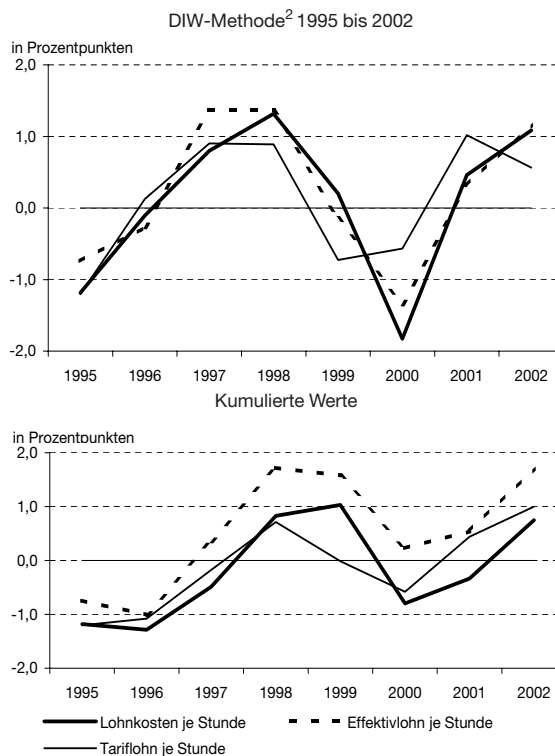 DIW-Methode² 1995 bis 2002
in Prozentpunkten
2,0
1,0
0,0
-1,0
-2,0
1995 1996 1997 1998 1999 2000 2001 2002
Kumulierte Werte
in Prozentpunkten
2,0
1,0
0,0
-1,0
-2,0
1995 1996 1997 1998 1999 2000 2001 2002
Lohnkosten je Stunde Effektivlohn je Stunde
Tariflohn je Stunde